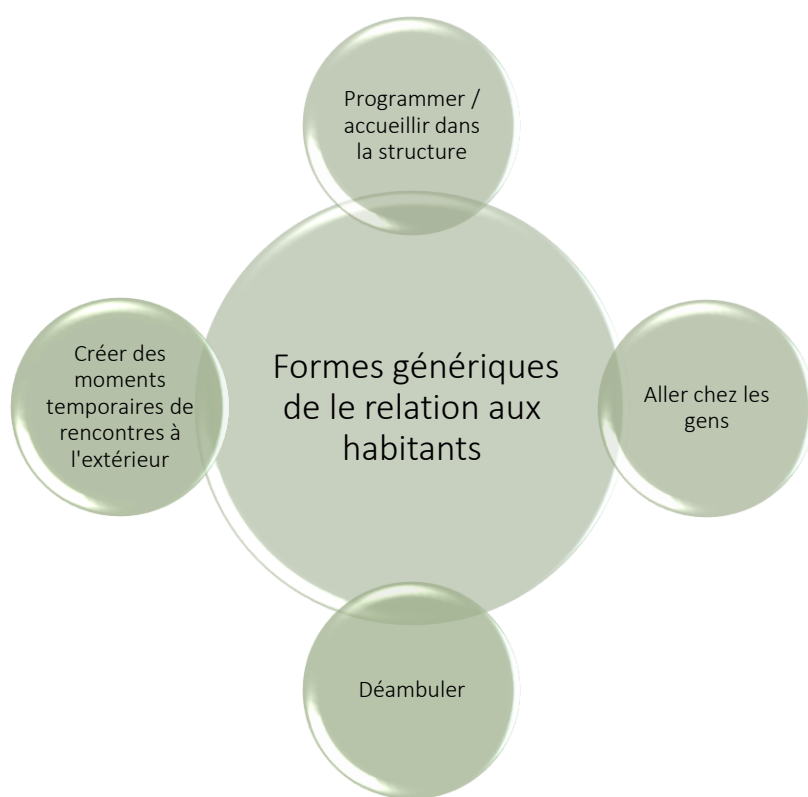 Programmer /
accueillir dans
la structure
Formes génériques
de le relation aux
habitants
Créer des
moments
temporaires de
rencontres à
l'extérieur
Aller chez les
gens
Déambuler